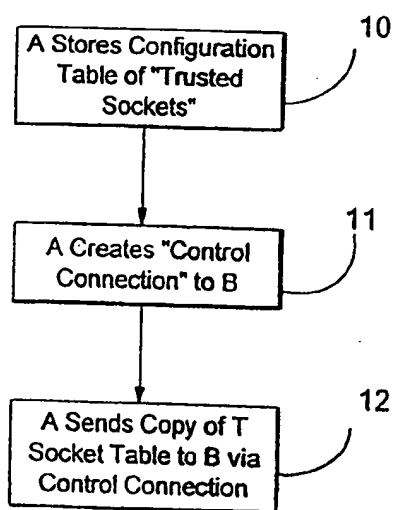 A Stores Configuration
Table of "Trusted
Sockets"
10
A Creates "Control
Connection" to B
11
A Sends Copy of T
Socket Table to B via
Control Connection
12